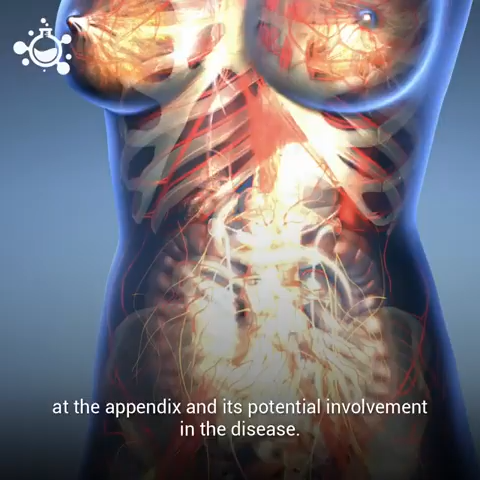 at the appendix and its potential involvement
in the disease.